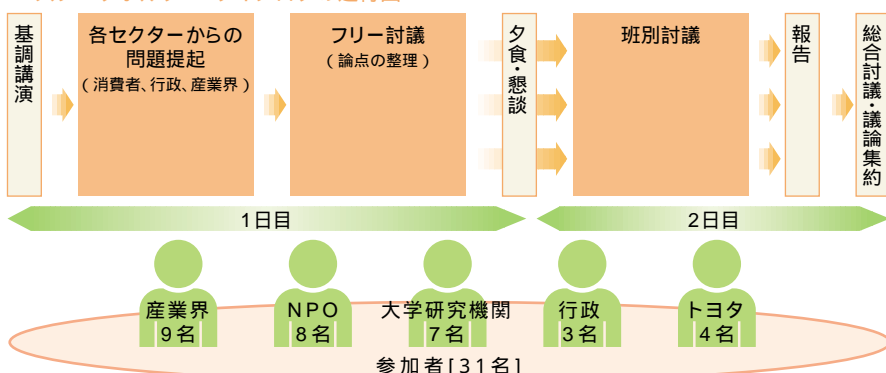 基調講演
各セクターからの
問題提起
(消費者、行政、産業界)
フリー討議
(論点の整理)
夕食・懇談
班別討議
報告
総合討議・議論集約
1日目
2日目
産業界
9名
NPO
8名
大学研究機関
7名
行政
3名
トヨタ
4名
参加者[31名]